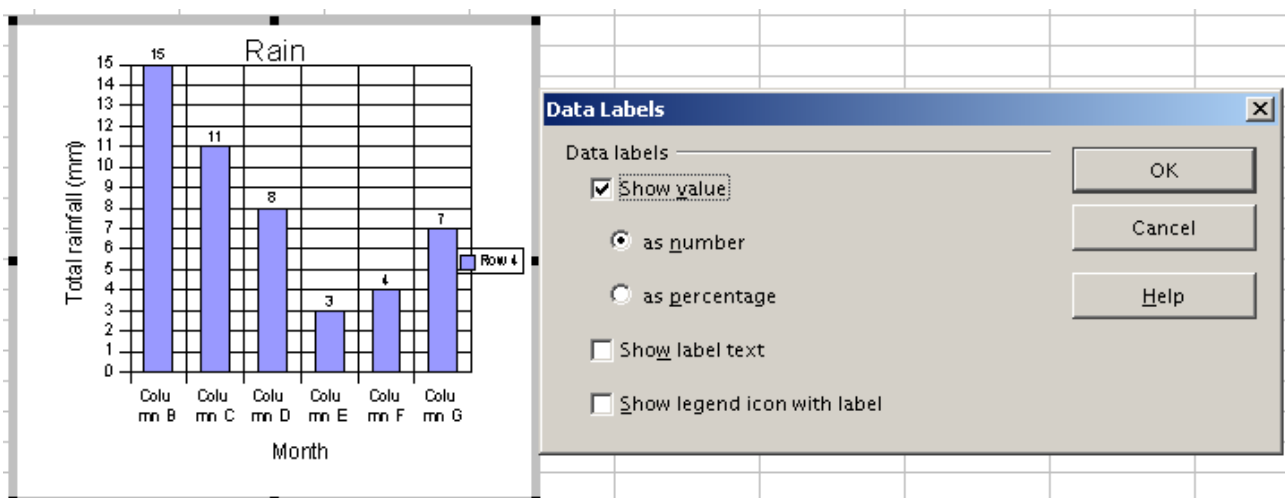 Rain
15
14
13
12
11
10
9
8
7
6
5
4
3
2
1
0
Total rainfall (mm)
15
11
8
3
4
7
Row 4
Colu Colu Colu Colu Colu Colu
mn B mn C mn D mn E mn F mn G
Month
Data Labels
Data labels
Show value
as number
as percentage
Show label text
Show legend icon with label
OK
Cancel
Help